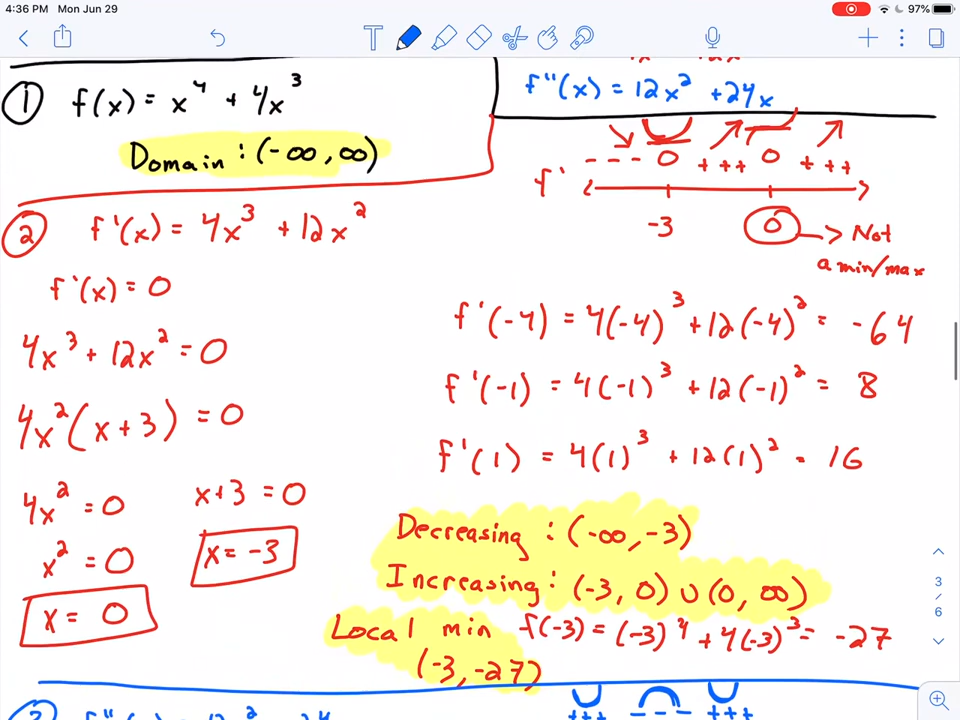 4:36 PM Mon Jun 29
97%
① f(x) = x⁴ + 4x³
Domain : (-∞, ∞)
f"(x) = 12x² + 24x
- - - 0 + + + 0 + + +
f'
-3 0 -> Not
a min/max
② f'(x) = 4x³ + 12x²
f'(x) = 0
4x³ + 12x² = 0
4x²(x + 3) = 0
4x² = 0 x + 3 = 0
x² = 0 x = -3
x = 0
f'(-4) = 4(-4)³ + 12(-4)² = -64
f'(-1) = 4(-1)³ + 12(-1)² = 8
f'(1) = 4(1)³ + 12(1)² = 16
Decreasing : (-∞, -3)
Increasing : (-3, 0) ∪ (0, ∞)
Local min f(-3) = (-3)⁴ + 4(-3)³ = -27
(-3, -27)
3
/
6
+++ --- +++